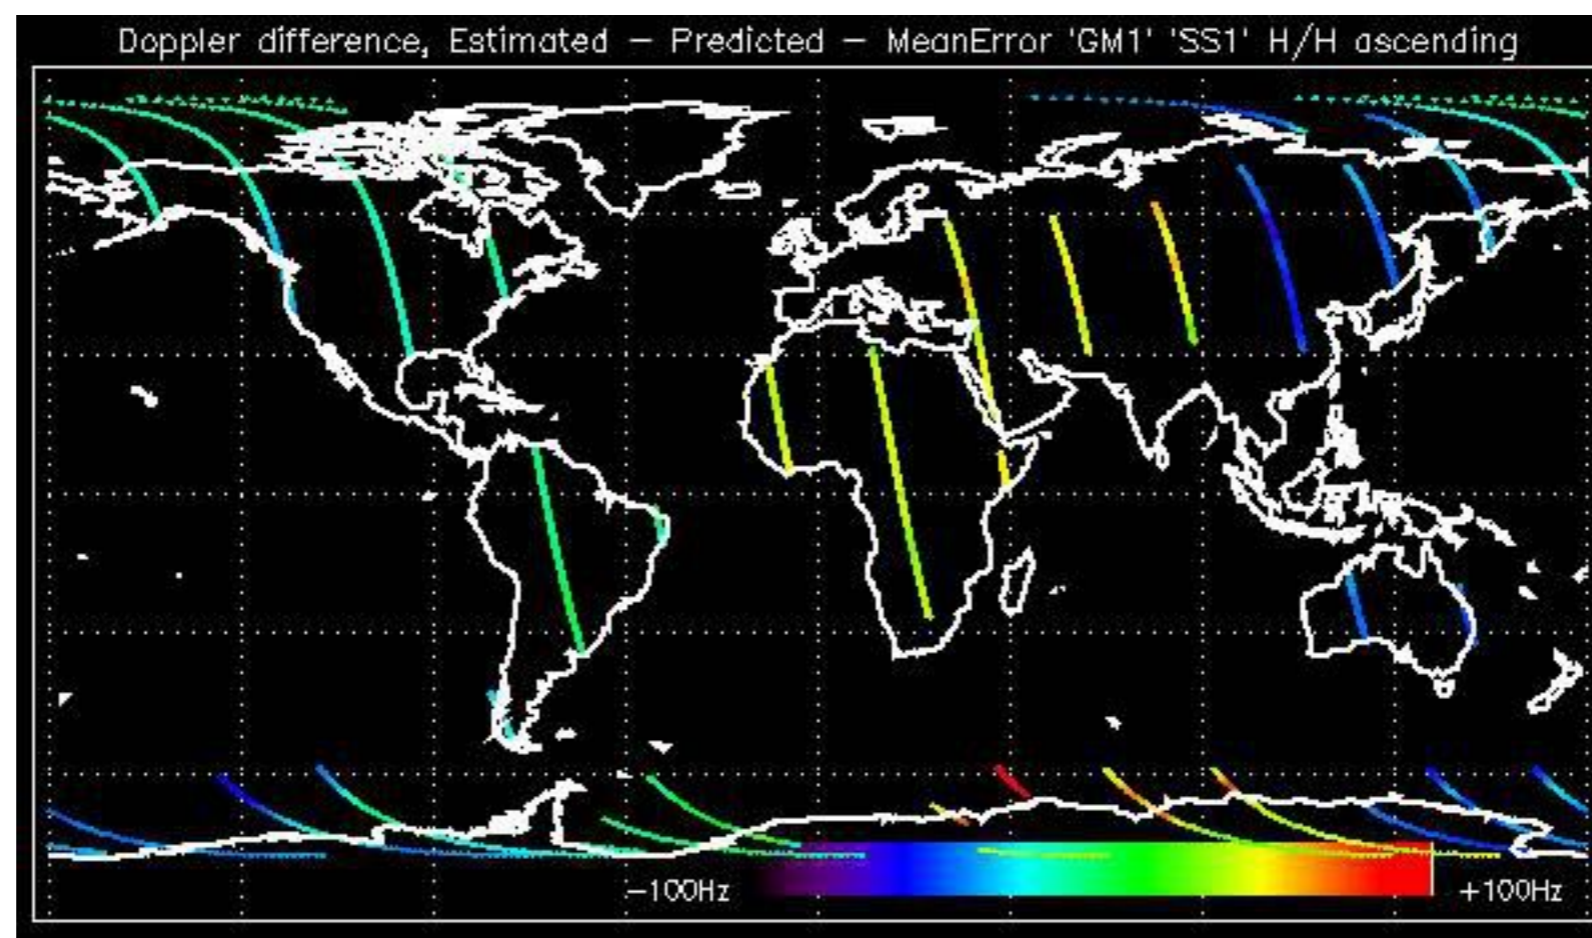 Doppler difference, Estimated — Predicted — MeanError 'GM1' 'SS1' H/H ascending
—100Hz +100Hz